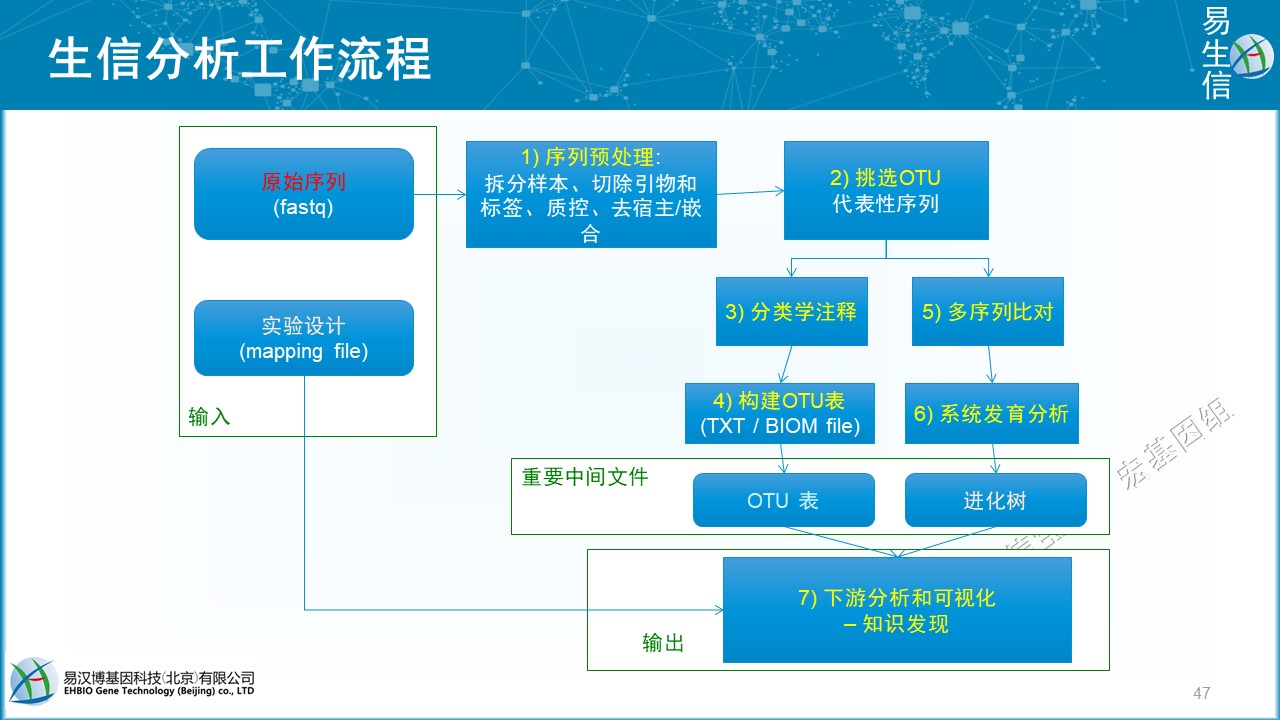 生信分析工作流程
易生信
原始序列
(fastq)
实验设计
(mapping file)
输入
1) 序列预处理:
拆分样本、切除引物和
标签、质控、去宿主/嵌
合
2) 挑选OTU
代表性序列
3) 分类学注释
5) 多序列比对
4) 构建OTU表
(TXT / BIOM file)
6) 系统发育分析
重要中间文件
OTU 表
进化树
7) 下游分析和可视化
– 知识发现
输出
宏基因组
易汉博基因科技(北京)有限公司
EHBIO Gene Technology (Beijing) co., LTD
47